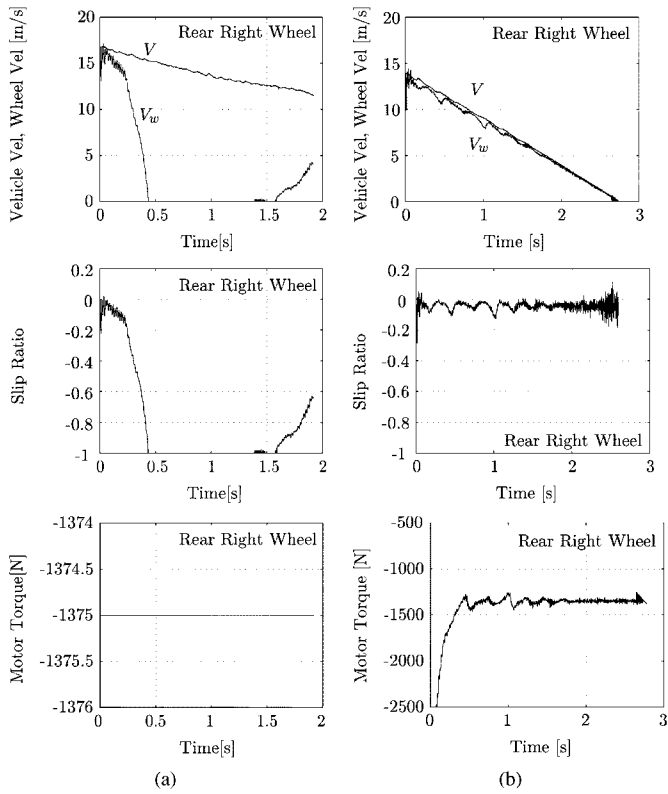 Vehicle Vel, Wheel Vel [m/s]
20
15
10
5
0
Rear Right Wheel
V
V_w
0 0.5 1 1.5 2
Time[s]
Vehicle Vel, Wheel Vel [m/s]
20
15
10
5
0
Rear Right Wheel
V
V_w
0 1 2 3
Time [s]
Slip Ratio
0.2
0
-0.2
-0.4
-0.6
-0.8
-1
Rear Right Wheel
0 0.5 1 1.5 2
Time[s]
Slip Ratio
0.2
0
-0.2
-0.4
-0.6
-0.8
-1
Rear Right Wheel
0 1 2 3
Time [s]
Motor Torque[N]
-1374
-1374.5
-1375
-1375.5
-1376
Rear Right Wheel
0 0.5 1 1.5 2
Time[s]
(a)
Motor Torque [N]
-500
-1000
-1500
-2000
-2500
Rear Right Wheel
0 1 2 3
Time [s]
(b)